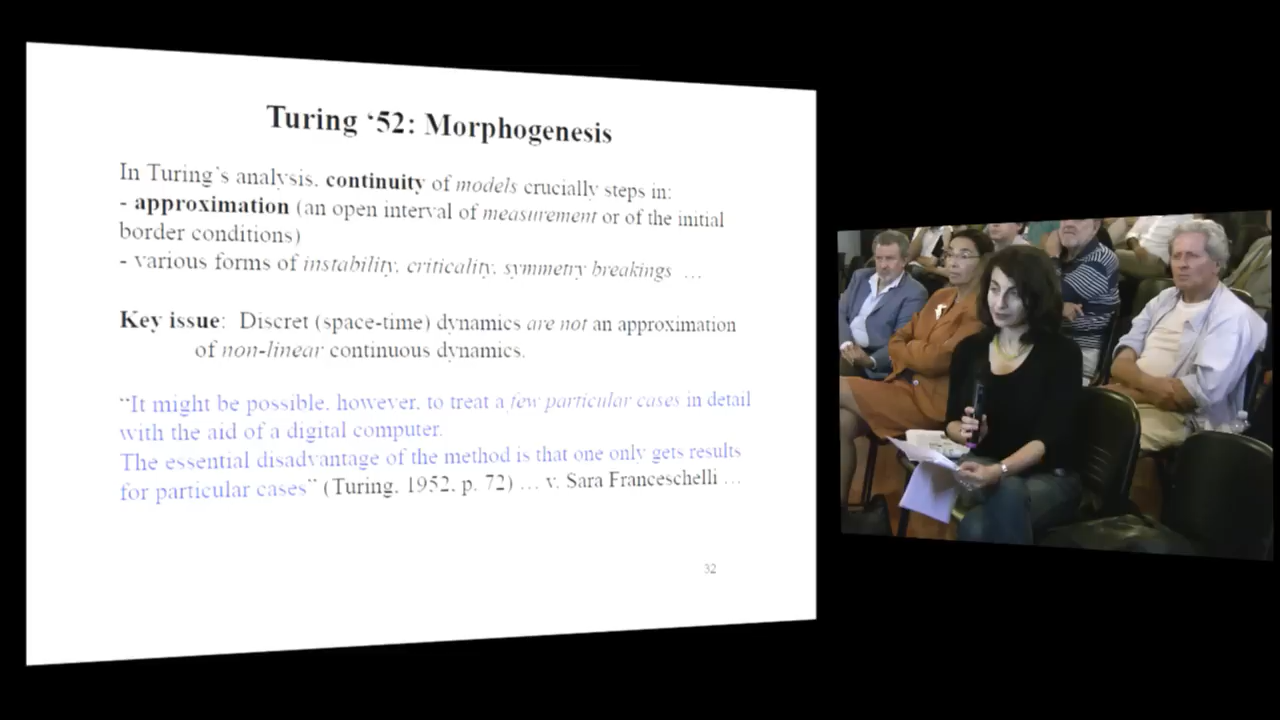 Turing ‘52: Morphogenesis
In Turing's analysis, continuity of models crucially steps in:
- approximation (an open interval of measurement or of the initial
border conditions)
- various forms of instability, criticality, symmetry breakings …
Key issue: Discret (space-time) dynamics are not an approximation
of non-linear continuous dynamics.
“It might be possible, however, to treat a few particular cases in detail
with the aid of a digital computer.
The essential disadvantage of the method is that one only gets results
for particular cases” (Turing, 1952, p. 72) … v. Sara Franceschelli …
32